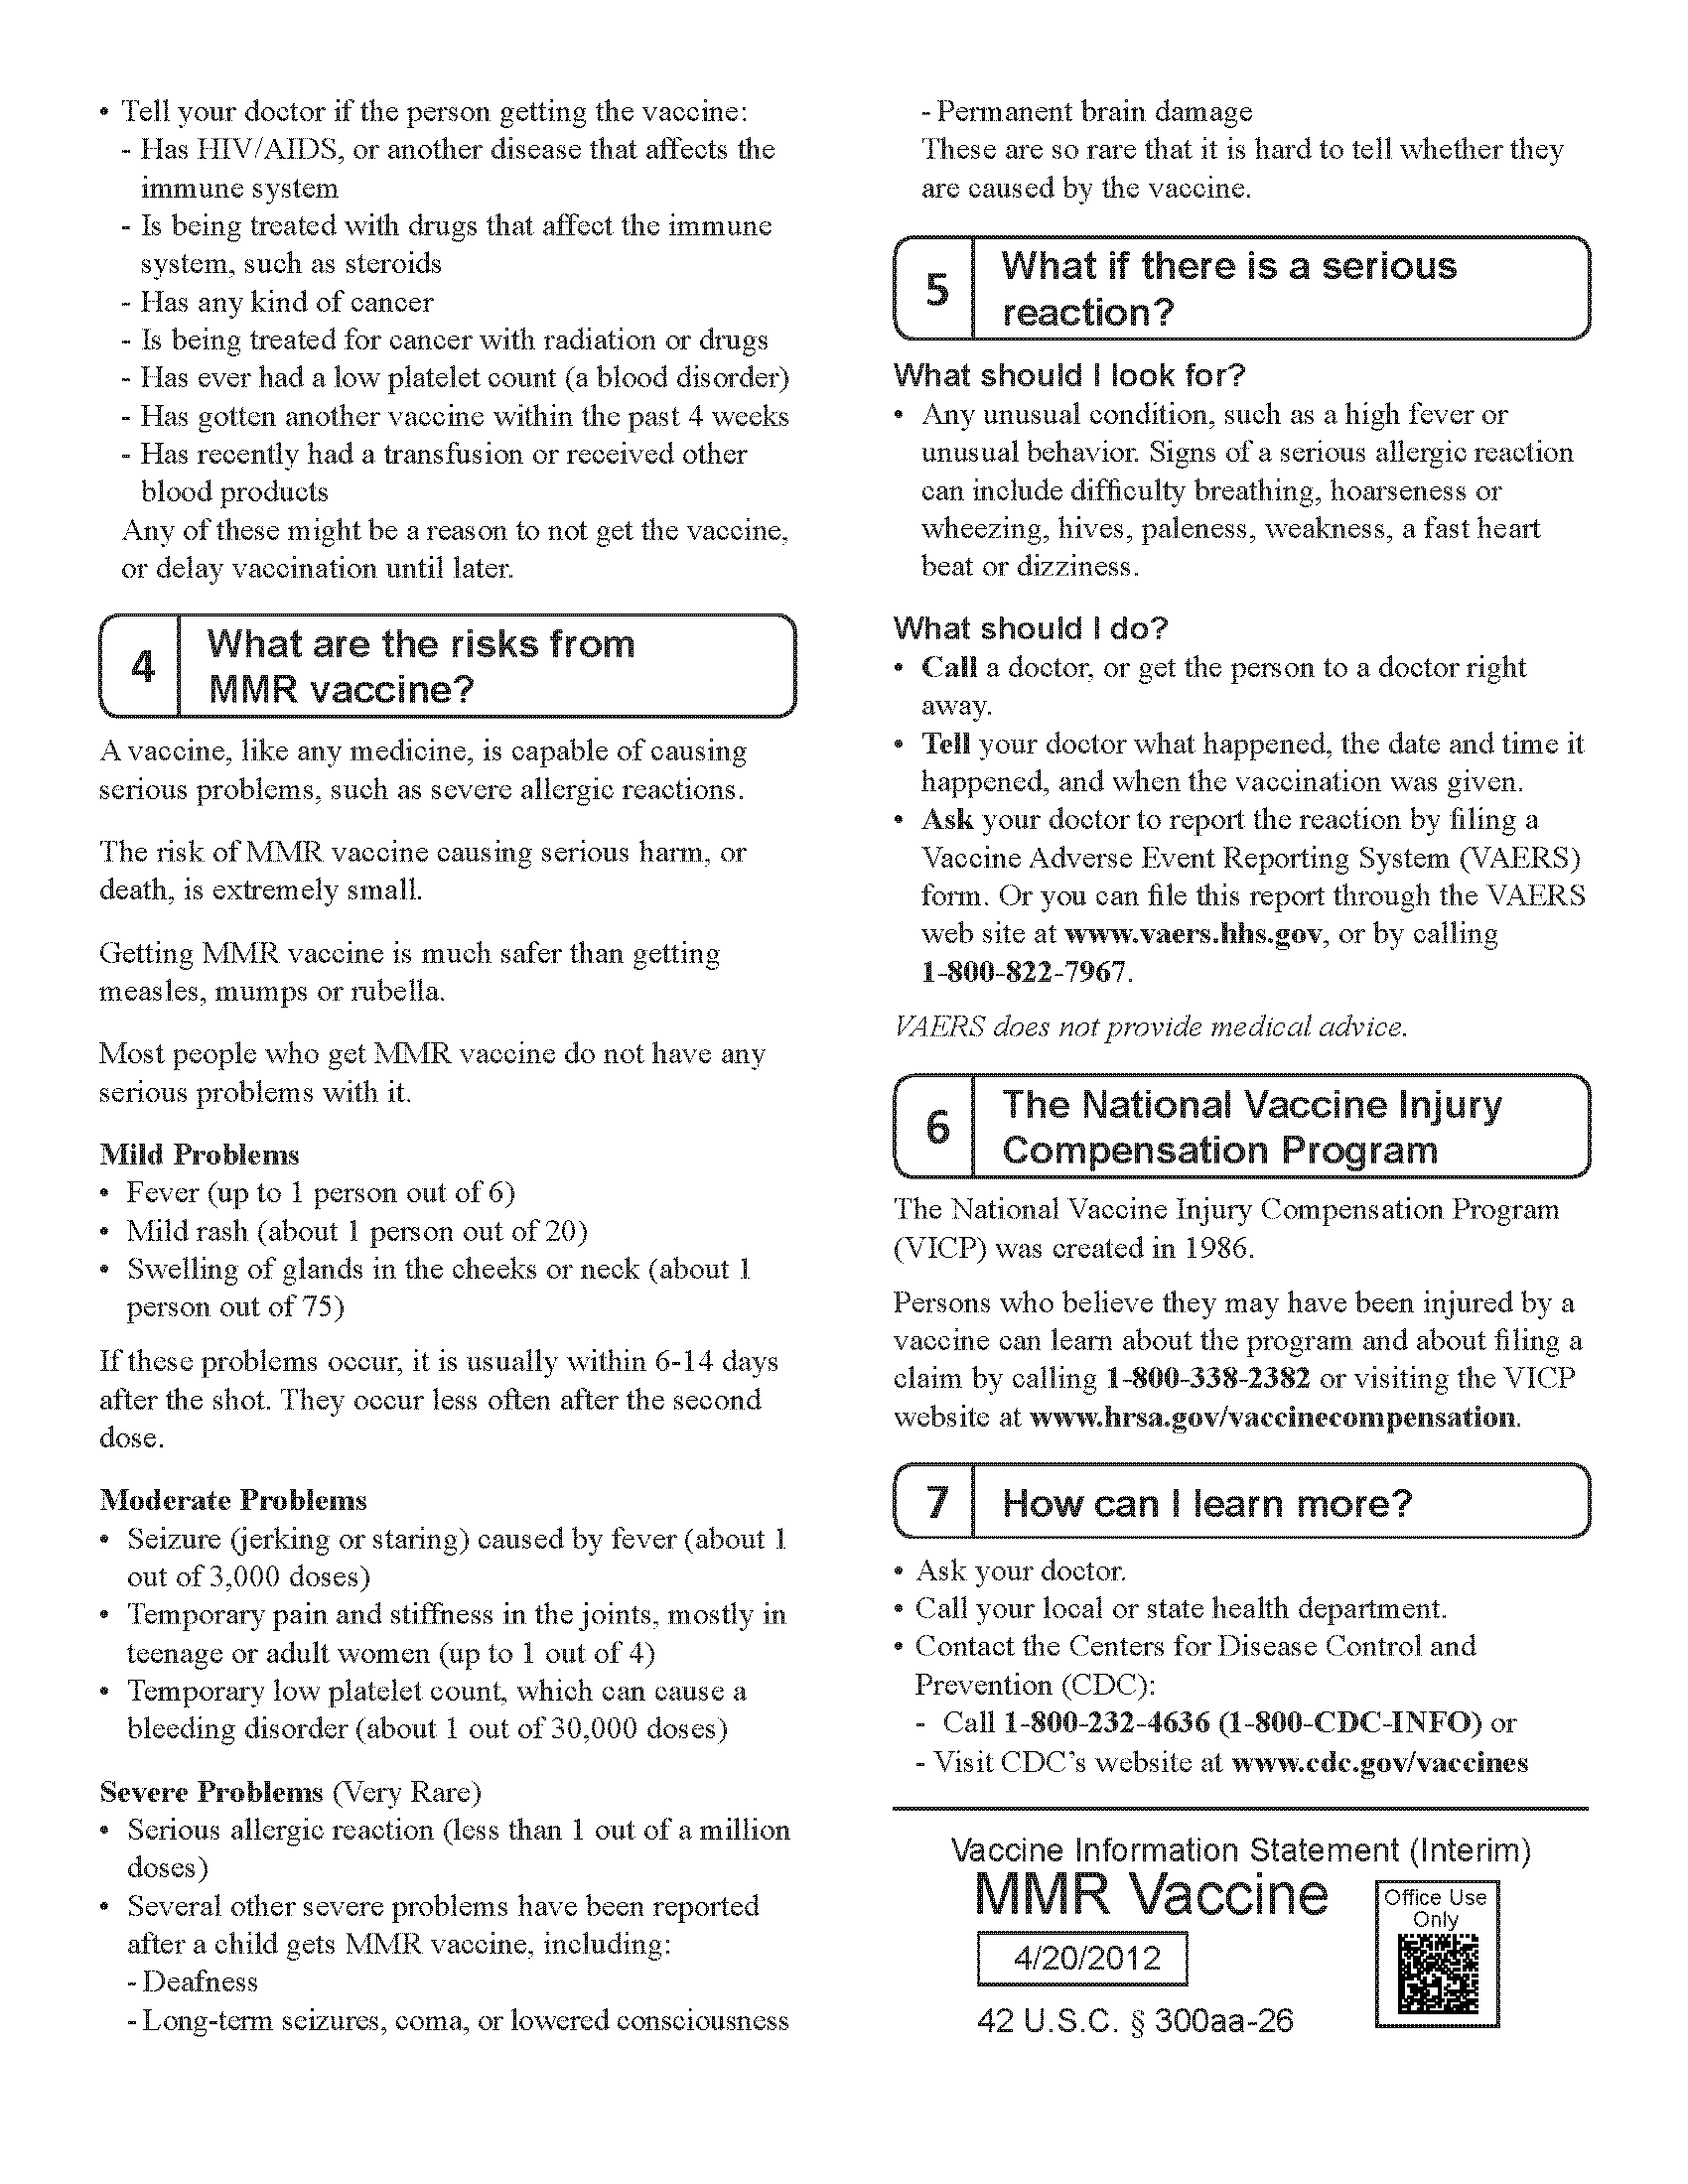 • Tell your doctor if the person getting the vaccine:
- Has HIV/AIDS, or another disease that affects the
immune system
- Is being treated with drugs that affect the immune
system, such as steroids
- Has any kind of cancer
- Is being treated for cancer with radiation or drugs
- Has ever had a low platelet count (a blood disorder)
- Has gotten another vaccine within the past 4 weeks
- Has recently had a transfusion or received other
blood products
Any of these might be a reason to not get the vaccine,
or delay vaccination until later.
4
What are the risks from
MMR vaccine?
A vaccine, like any medicine, is capable of causing
serious problems, such as severe allergic reactions.
The risk of MMR vaccine causing serious harm, or
death, is extremely small.
Getting MMR vaccine is much safer than getting
measles, mumps or rubella.
Most people who get MMR vaccine do not have any
serious problems with it.
Mild Problems
• Fever (up to 1 person out of 6)
• Mild rash (about 1 person out of 20)
• Swelling of glands in the cheeks or neck (about 1
person out of 75)
If these problems occur, it is usually within 6-14 days
after the shot. They occur less often after the second
dose.
Moderate Problems
• Seizure (jerking or staring) caused by fever (about 1
out of 3,000 doses)
• Temporary pain and stiffness in the joints, mostly in
teenage or adult women (up to 1 out of 4)
• Temporary low platelet count, which can cause a
bleeding disorder (about 1 out of 30,000 doses)
Severe Problems (Very Rare)
• Serious allergic reaction (less than 1 out of a million
doses)
• Several other severe problems have been reported
after a child gets MMR vaccine, including:
- Deafness
- Long-term seizures, coma, or lowered consciousness
- Permanent brain damage
These are so rare that it is hard to tell whether they
are caused by the vaccine.
5
What if there is a serious
reaction?
What should I look for?
• Any unusual condition, such as a high fever or
unusual behavior. Signs of a serious allergic reaction
can include difficulty breathing, hoarseness or
wheezing, hives, paleness, weakness, a fast heart
beat or dizziness.
What should I do?
• Call a doctor, or get the person to a doctor right
away.
• Tell your doctor what happened, the date and time it
happened, and when the vaccination was given.
• Ask your doctor to report the reaction by filing a
Vaccine Adverse Event Reporting System (VAERS)
form. Or you can file this report through the VAERS
web site at www.vaers.hhs.gov, or by calling
1-800-822-7967.
VAERS does not provide medical advice.
6
The National Vaccine Injury
Compensation Program
The National Vaccine Injury Compensation Program
(VICP) was created in 1986.
Persons who believe they may have been injured by a
vaccine can learn about the program and about filing a
claim by calling 1-800-338-2382 or visiting the VICP
website at www.hrsa.gov/vaccinecompensation.
7
How can I learn more?
• Ask your doctor.
• Call your local or state health department.
• Contact the Centers for Disease Control and
Prevention (CDC):
- Call 1-800-232-4636 (1-800-CDC-INFO) or
- Visit CDC’s website at www.cdc.gov/vaccines
Vaccine Information Statement (Interim)
MMR Vaccine
4/20/2012
42 U.S.C. § 300aa-26
Office Use
Only